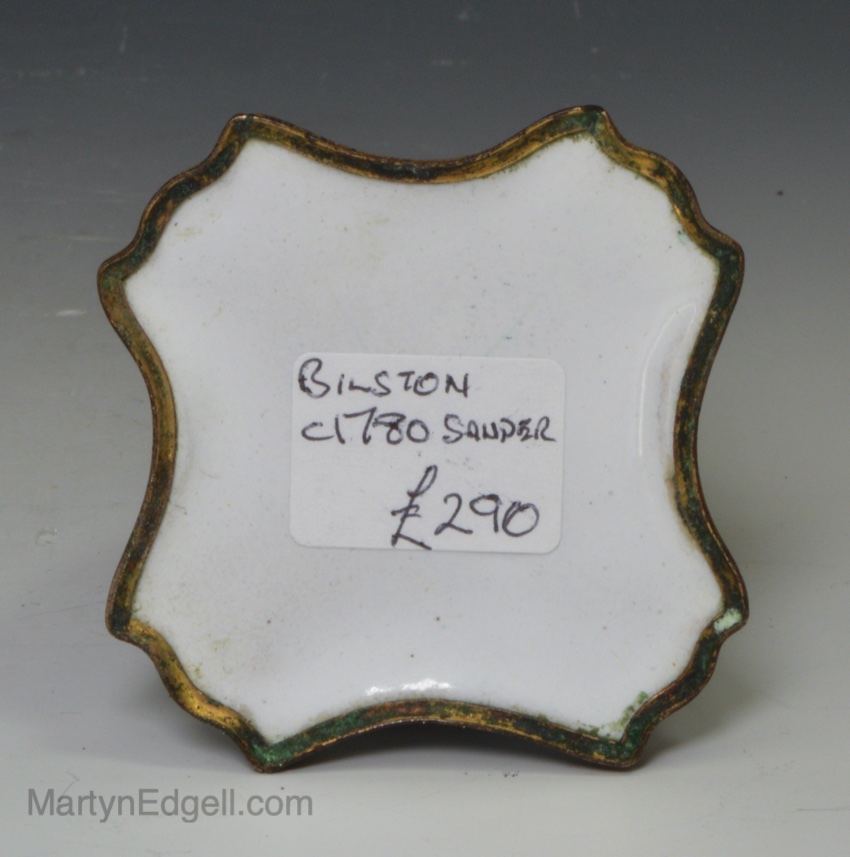 BILSTON
C1780 SANDER
£290
MartynEdgell.com